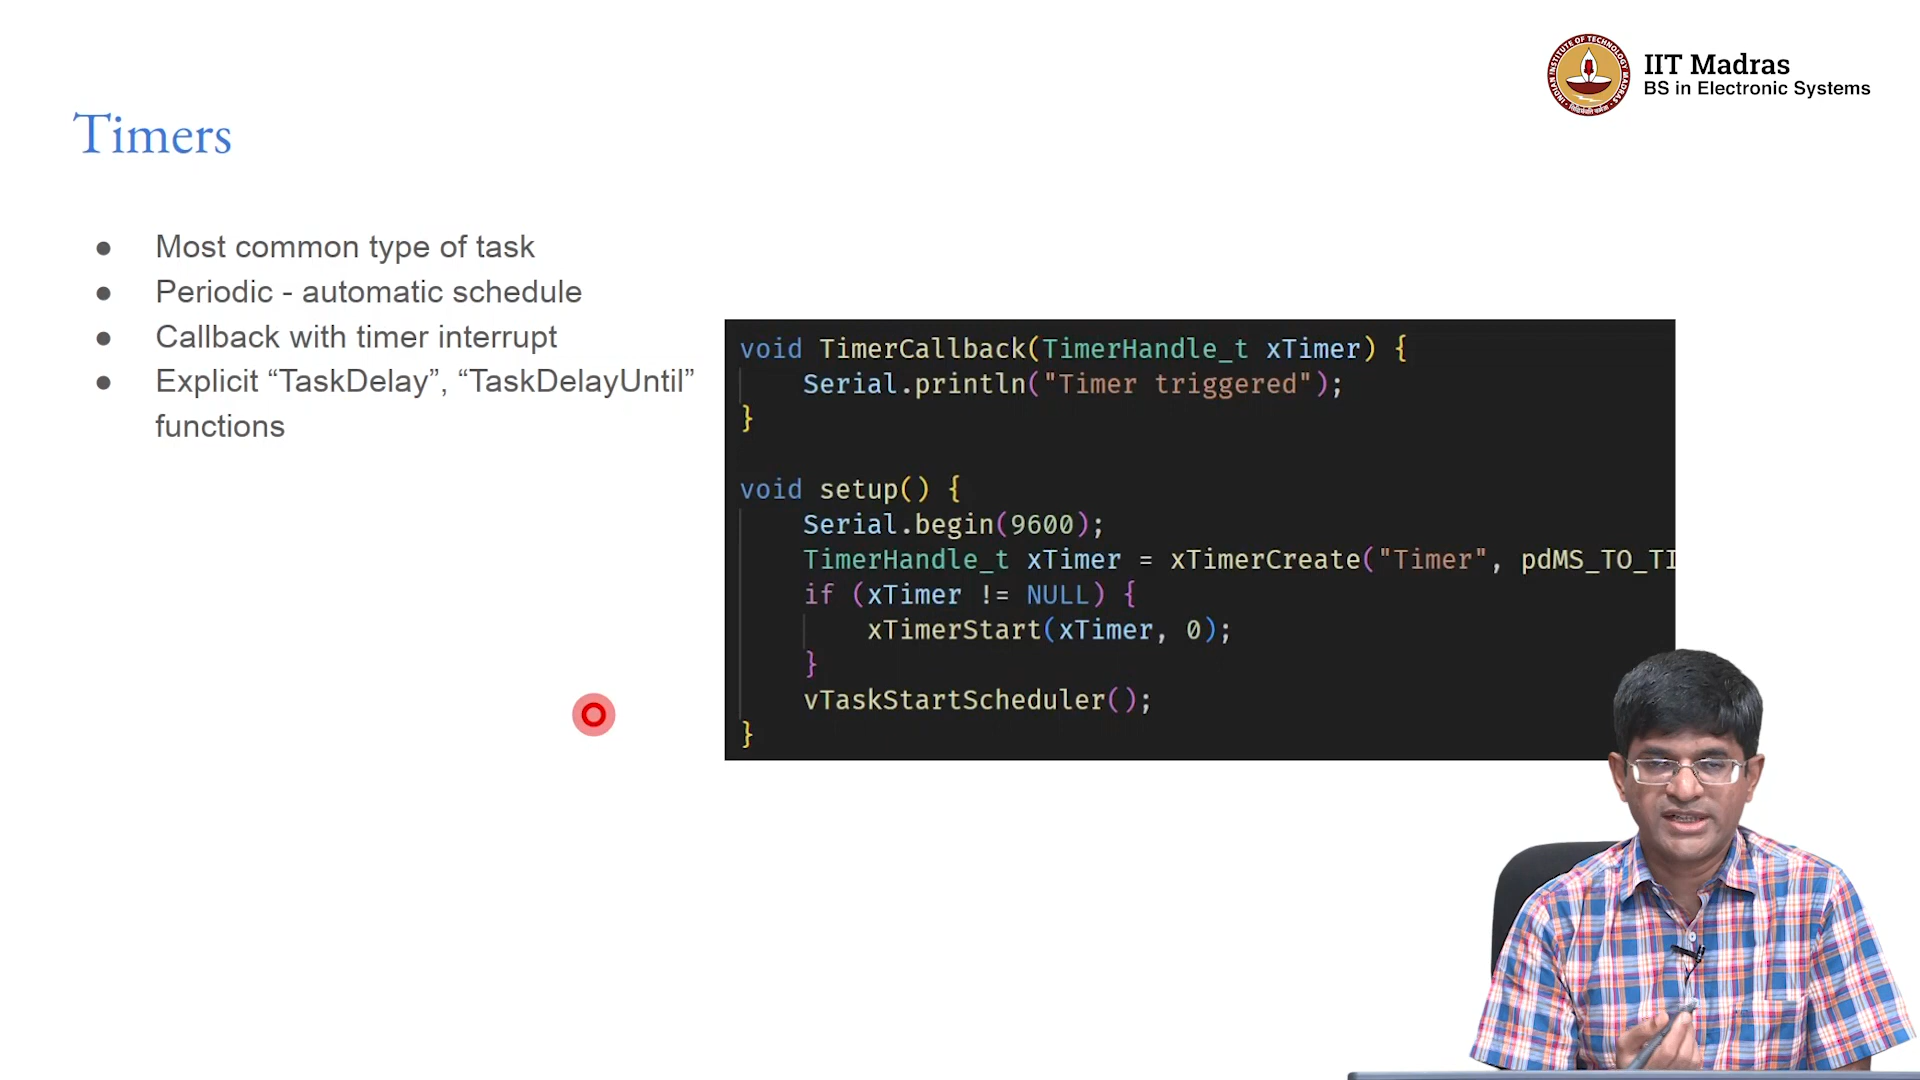 IIT Madras
BS in Electronic Systems
Timers
● Most common type of task
● Periodic - automatic schedule
● Callback with timer interrupt
● Explicit “TaskDelay”, “TaskDelayUntil”
functions
void TimerCallback(TimerHandle_t xTimer) {
Serial.println("Timer triggered");
}
void setup() {
Serial.begin(9600);
TimerHandle_t xTimer = xTimerCreate("Timer", pdMS_TO_TI
if (xTimer != NULL) {
xTimerStart(xTimer, 0);
}
vTaskStartScheduler();
}